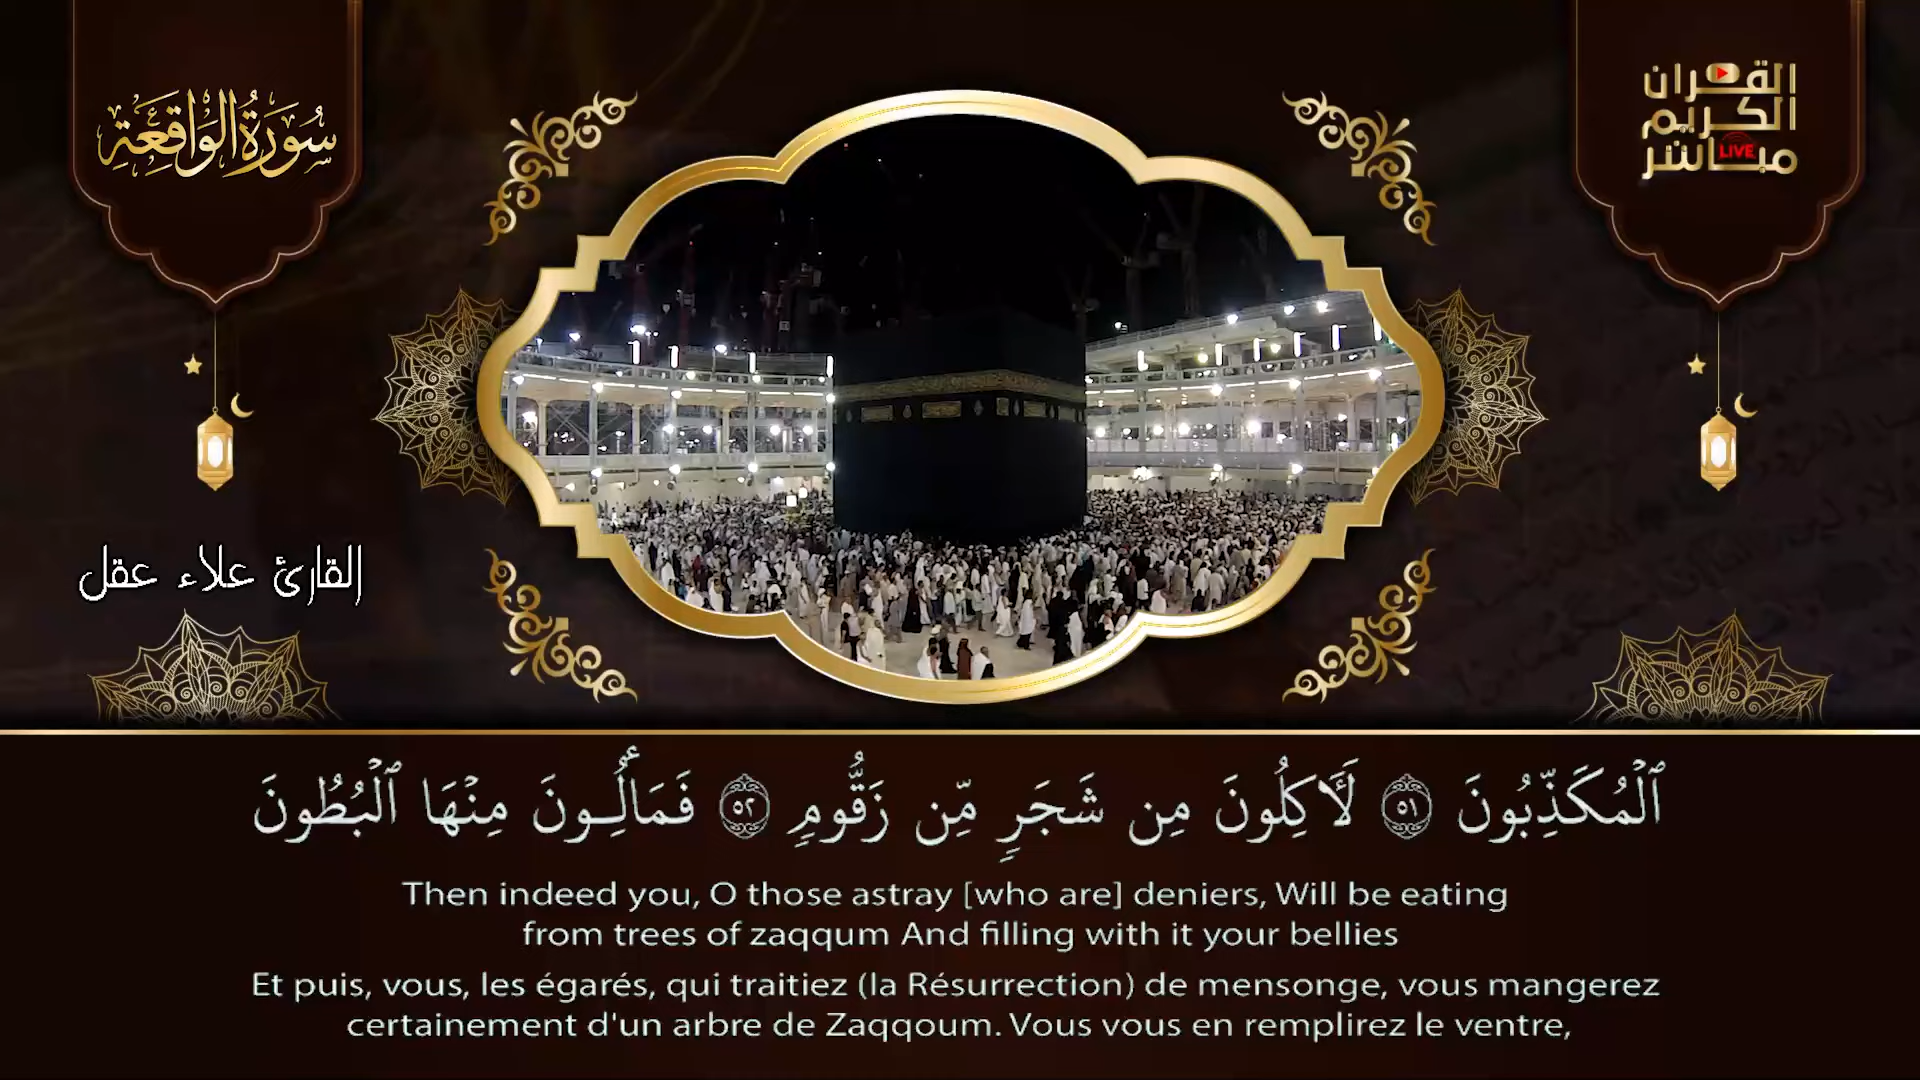 سُورَةُ الوَاقِعَةِ
القرآن
الكريم
مباشر
LIVE
القارئ علاء عقل
ٱلْمُكَذِّبُونَ ٥١ لَـَٔاكِلُونَ مِن شَجَرٍ مِّن زَقُّومٍ ٥٢ فَمَالِـُٔونَ مِنْهَا ٱلْبُطُونَ
Then indeed you, O those astray [who are] deniers, Will be eating
from trees of zaqqum And filling with it your bellies
Et puis, vous, les égarés, qui traitiez (la Résurrection) de mensonge, vous mangerez
certainement d'un arbre de Zaqqoum. Vous vous en remplirez le ventre,